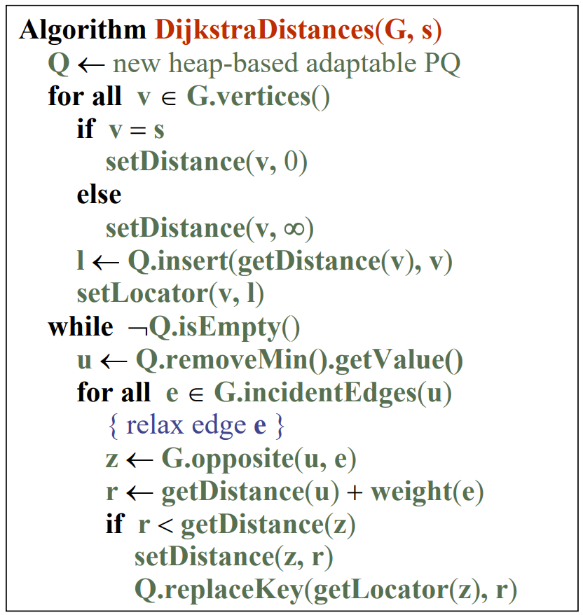 Algorithm DijkstraDistances(G, s)
Q ← new heap-based adaptable PQ
for all v ∈ G.vertices()
if v = s
setDistance(v, 0)
else
setDistance(v, ∞)
l ← Q.insert(getDistance(v), v)
setLocator(v, l)
while ¬Q.isEmpty()
u ← Q.removeMin().getValue()
for all e ∈ G.incidentEdges(u)
{ relax edge e }
z ← G.opposite(u, e)
r ← getDistance(u) + weight(e)
if r < getDistance(z)
setDistance(z, r)
Q.replaceKey(getLocator(z), r)